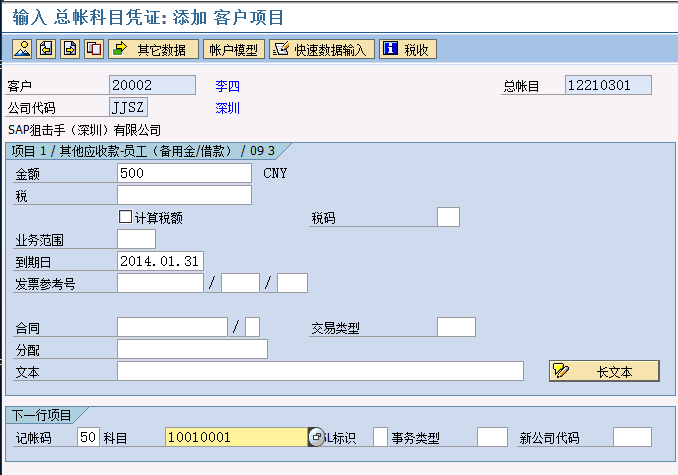 输入 总帐科目凭证: 添加 客户项目
其它数据 帐户模型 快速数据输入 税收
客户 20002 李四 总帐目 12210301
公司代码 JJSZ 深圳
SAP狙击手（深圳）有限公司
项目 1 / 其他应收款-员工（备用金/借款） / 09 3
金额 500 CNY
税
计算税额 税码
业务范围
到期日 2014.01.31
发票参考号 / /
合同 / 交易类型
分配
文本 长文本
下一行项目
记帐码 50 科目 10010001 L标识 事务类型 新公司代码